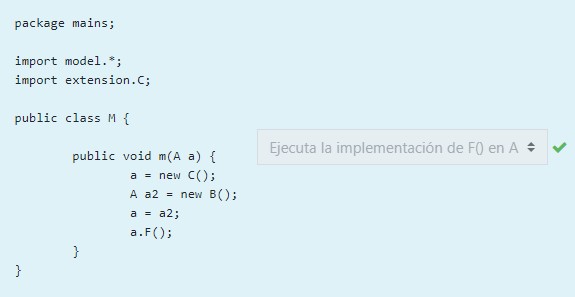 package mains;
import model.*;
import extension.C;
public class M {
public void m(A a) {
Ejecuta la implementación de F() en A
a = new C();
A a2 = new B();
a = a2;
a.F();
}
}